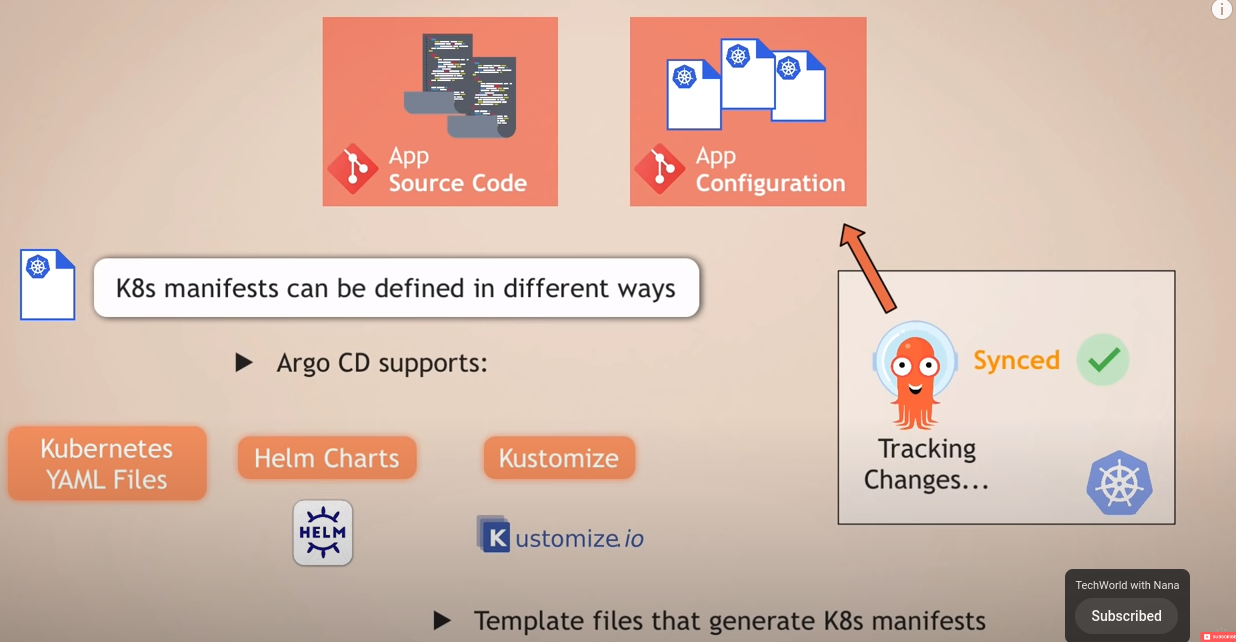 App
Source Code
App
Configuration
K8s manifests can be defined in different ways
Argo CD supports:
Kubernetes
YAML Files
Helm Charts
Kustomize
HELM
Kustomize.io
Synced
Tracking
Changes...
Template files that generate K8s manifests
TechWorld with Nana
Subscribed